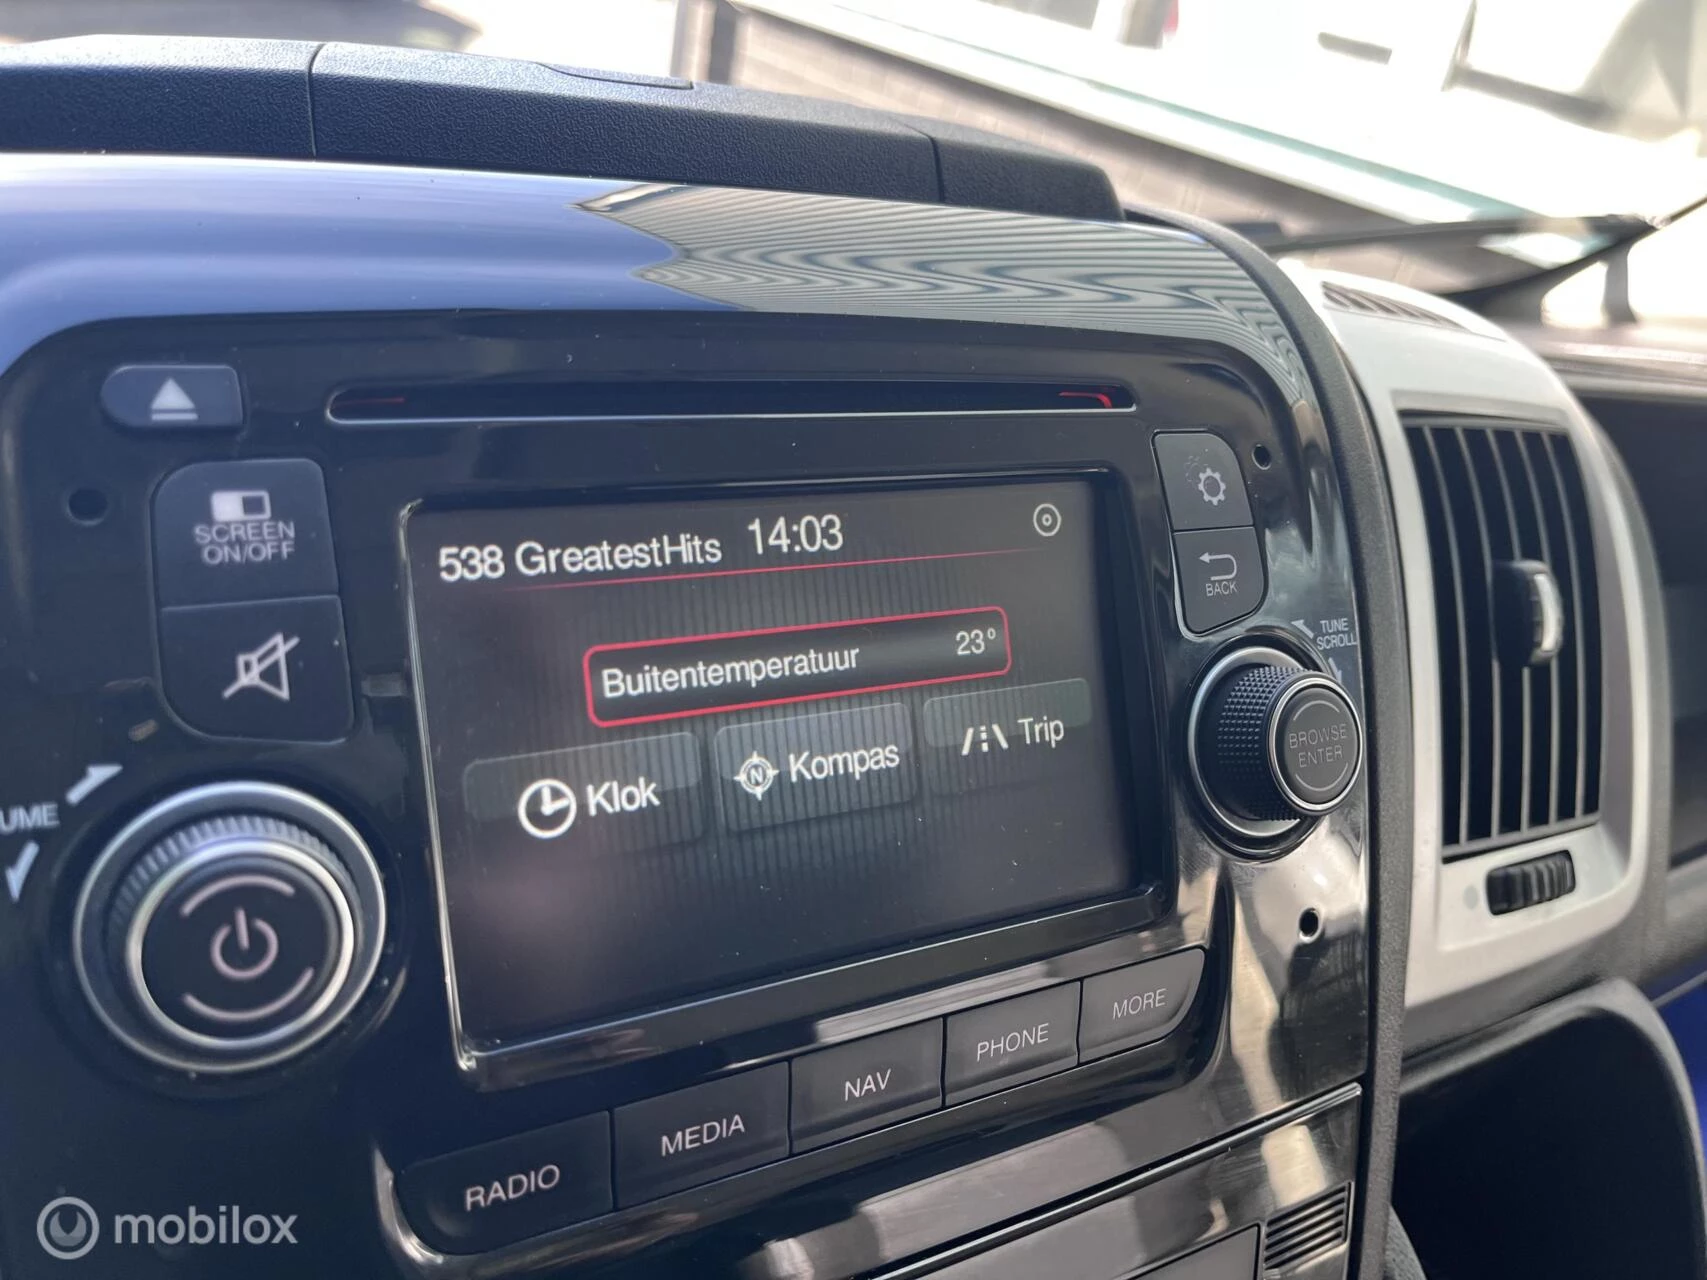 SCREEN
ON/OFF
538 GreatestHits 14:03
BACK
TUNE
SCROLL
Buitentemperatuur 23°
Klok
Kompas
Trip
BROWSE
ENTER
UME
RADIO
MEDIA
NAV
PHONE
MORE
mobilox